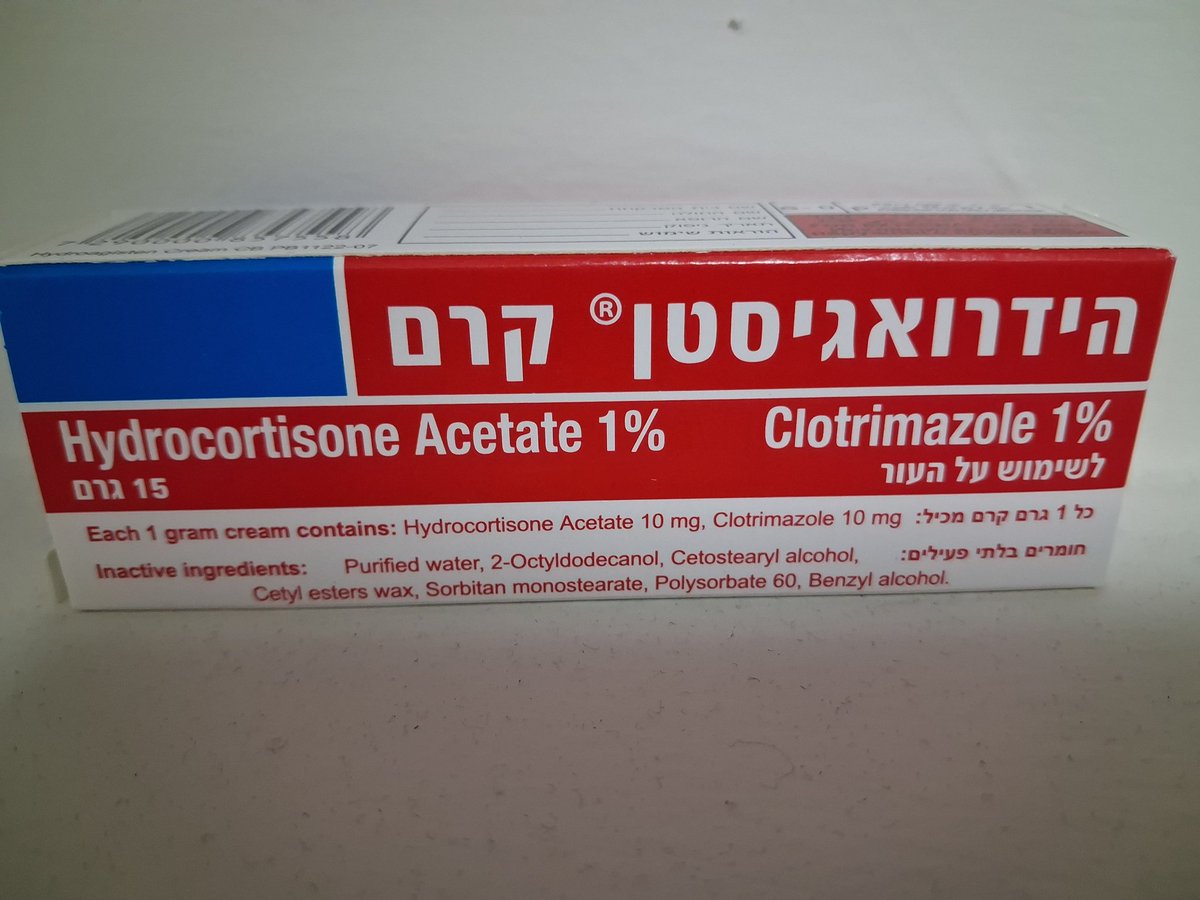 הוראות שימוש
הידרואגיסטן® קרם
Hydrocortisone Acetate 1% Clotrimazole 1%
15 גרם לשימוש על העור
Each 1 gram cream contains: Hydrocortisone Acetate 10 mg, Clotrimazole 10 mg כל 1 גרם קרם מכיל:
Inactive ingredients: Purified water, 2-Octyldodecanol, Cetostearyl alcohol, חומרים בלתי פעילים:
Cetyl esters wax, Sorbitan monostearate, Polysorbate 60, Benzyl alcohol.